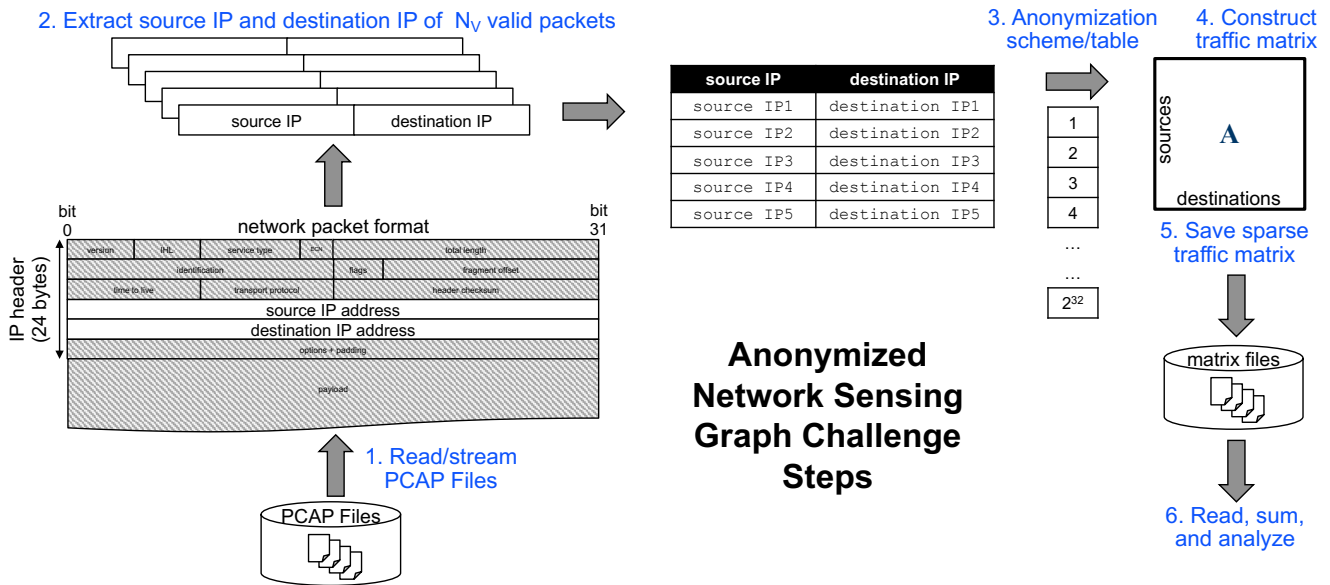 2. Extract source IP and destination IP of N_V valid packets
source IP destination IP
bit
0
network packet format
bit
31
IP header
(24 bytes)
version IHL service type ECN total length
identification flags fragment offset
time to live transport protocol header checksum
source IP address
destination IP address
options + padding
payload
1. Read/stream
PCAP Files
PCAP Files
source IP destination IP
source IP1 destination IP1
source IP2 destination IP2
source IP3 destination IP3
source IP4 destination IP4
source IP5 destination IP5
3. Anonymization
scheme/table
1
2
3
4
...
...
2³²
4. Construct
traffic matrix
sources
A
destinations
5. Save sparse
traffic matrix
matrix files
6. Read, sum,
and analyze
Anonymized
Network Sensing
Graph Challenge
Steps